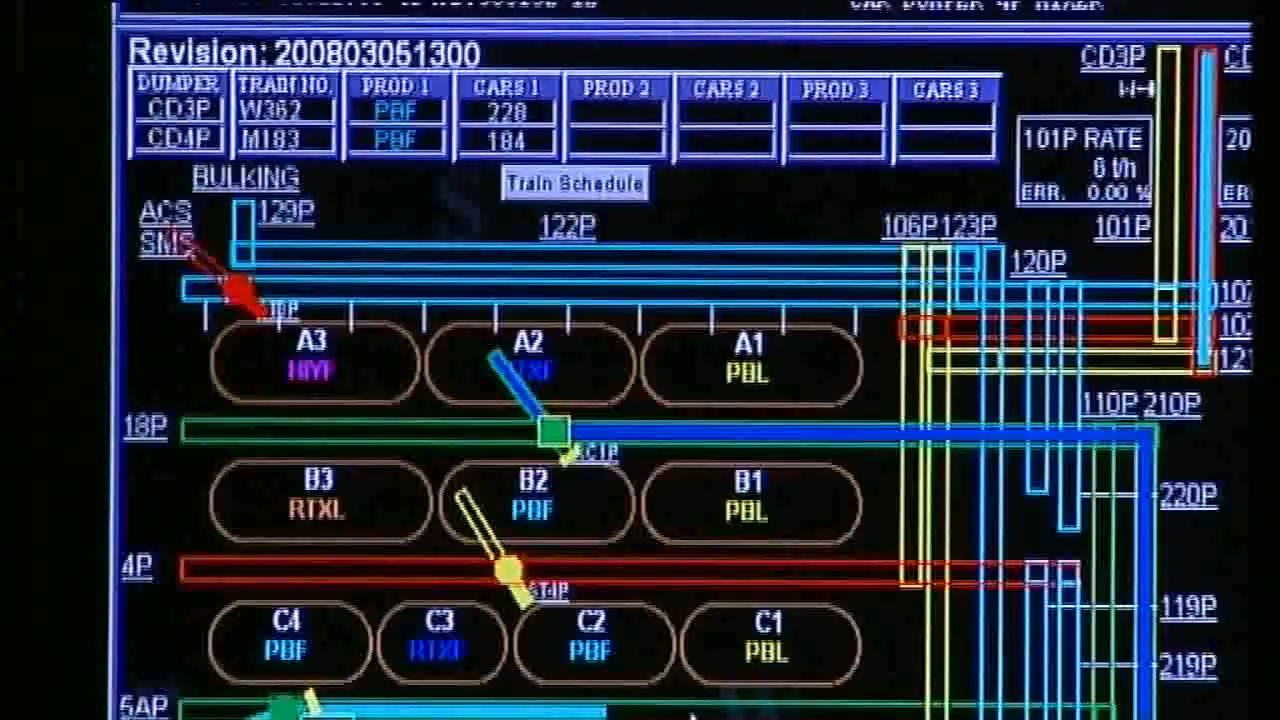 Revision: 200803051300
CD3P
DUMPER TRAIN NO. PROD 1 CARS 1 PROD 2 CARS 2 PROD 3 CARS 3
CD3P W362 PBF 228
CD4P M183 PBF 184
101P RATE
6 t/h
ERR. 0.00 %
BULKING
Train Schedule
ACS
SMS
129P
122P
106P 123P
101P
120P
A3
A2
A1
PBL
110P 210P
18P
B3
B2
B1
RTXL
PBF
PBL
220P
4P
119P
C4
C3
C2
C1
PBF
RTXF
PBF
PBL
219P
5AP